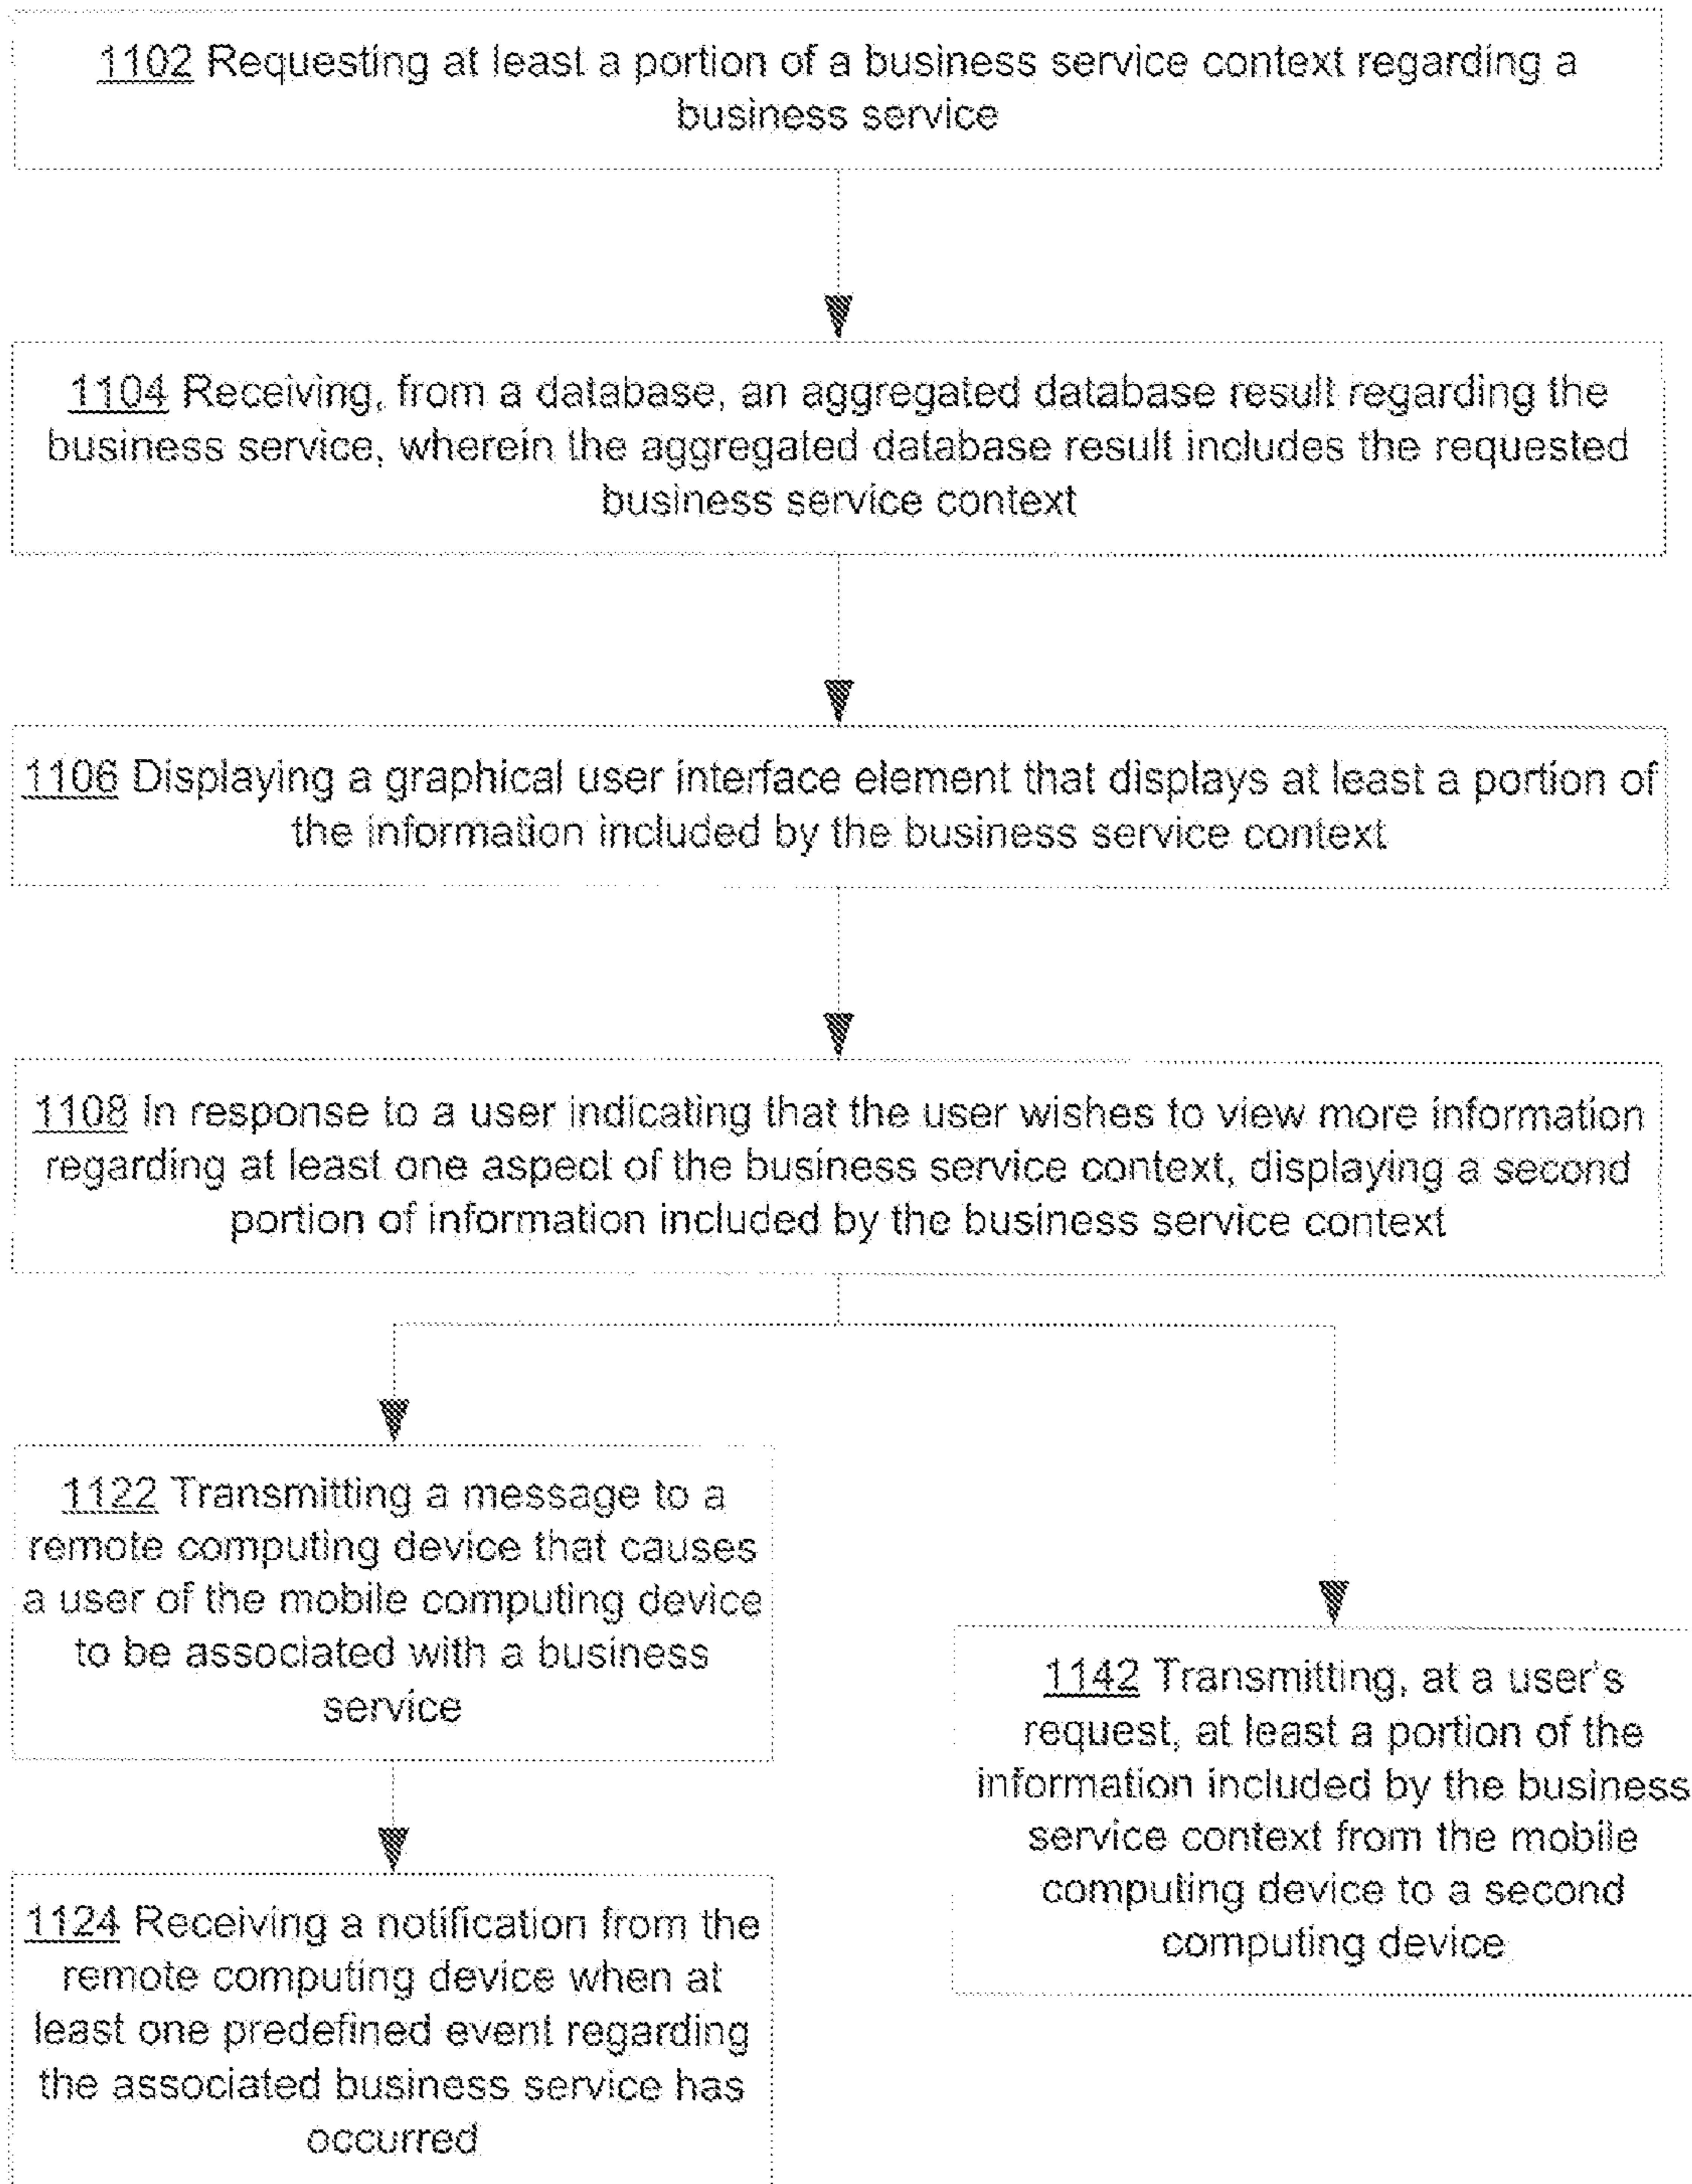 1102 Requesting at least a portion of a business service context regarding a
business service
1104 Receiving, from a database, an aggregated database result regarding the
business service, wherein the aggregated database result includes the requested
business service context
1106 Displaying a graphical user interface element that displays at least a portion of
the information included by the business service context
1108 In response to a user indicating that the user wishes to view more information
regarding at least one aspect of the business service context, displaying a second
portion of information included by the business service context
1122 Transmitting a message to a
remote computing device that causes
a user of the mobile computing device
to be associated with a business
service
1124 Receiving a notification from the
remote computing device when at
least one predefined event regarding
the associated business service has
occurred
1142 Transmitting, at a user's
request, at least a portion of the
information included by the business
service context from the mobile
computing device to a second
computing device